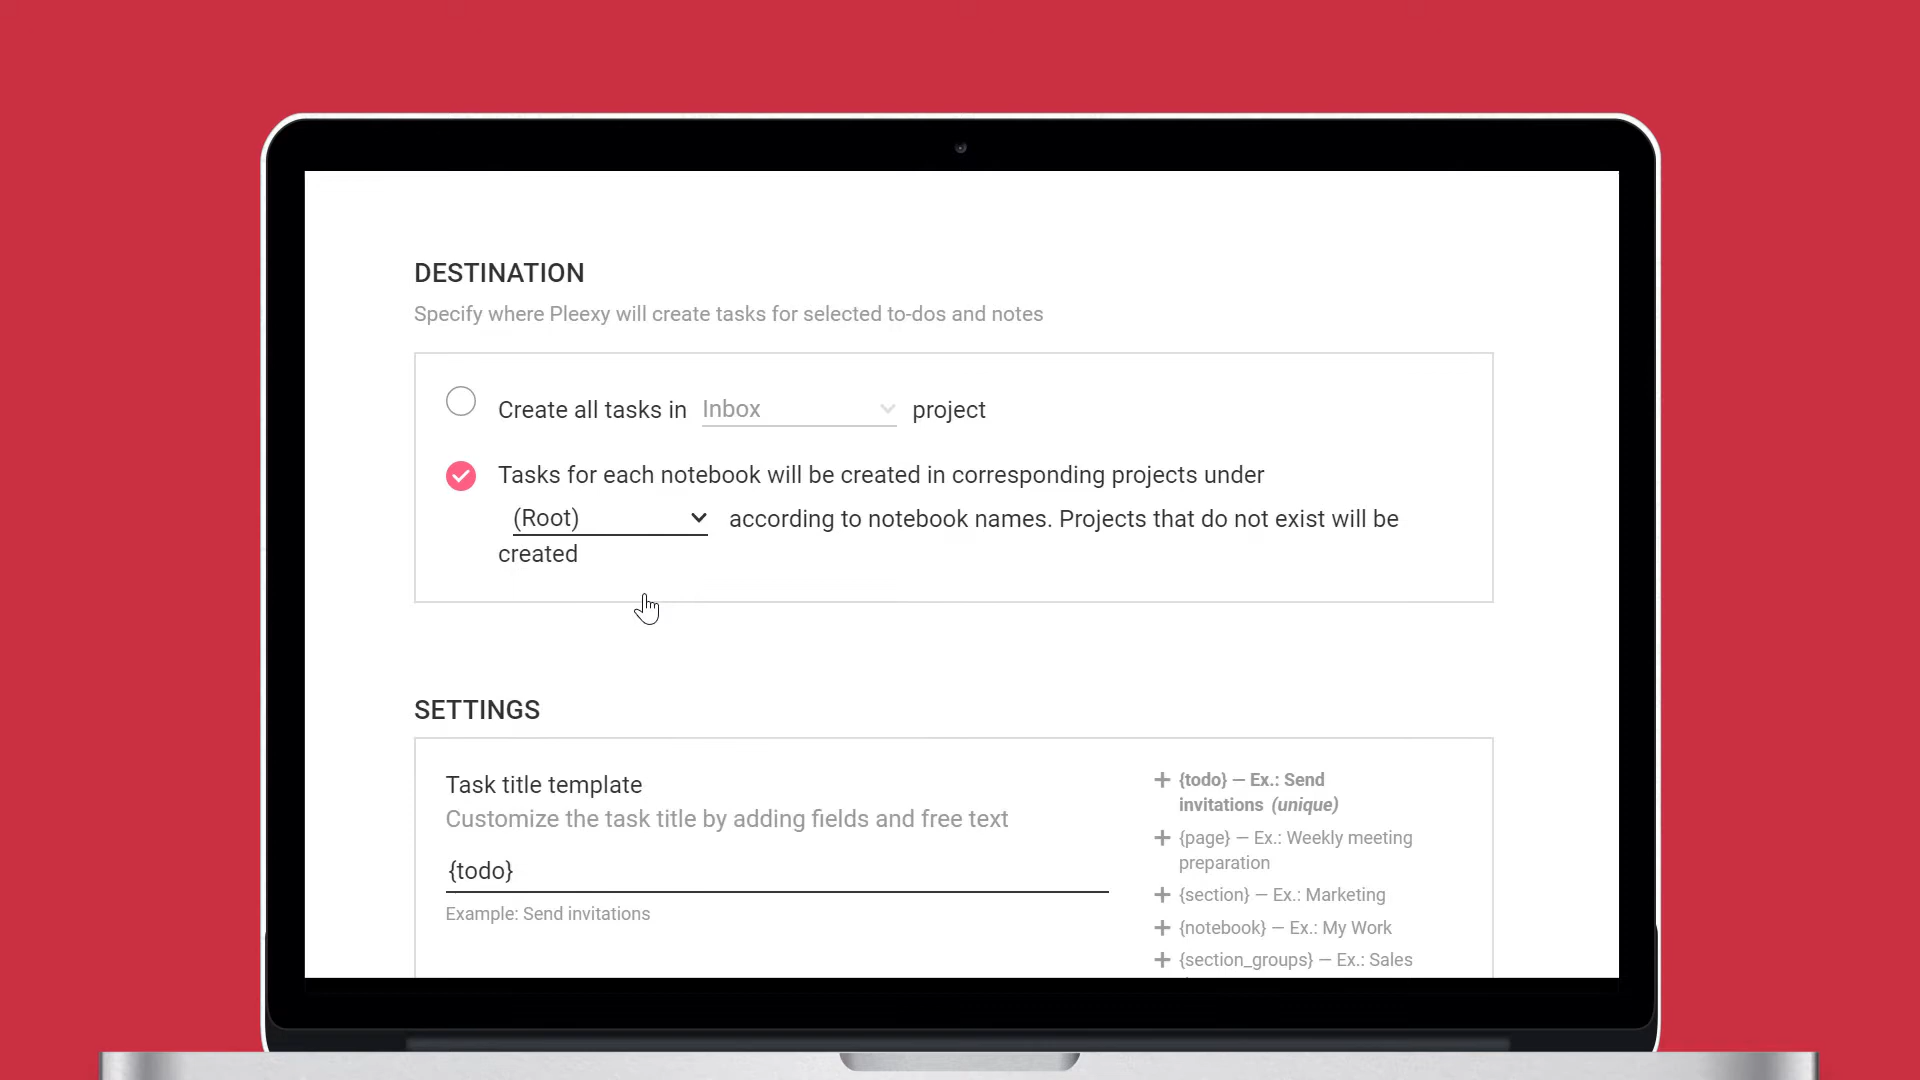 DESTINATION
Specify where Pleexy will create tasks for selected to-dos and notes
Create all tasks in Inbox project
Tasks for each notebook will be created in corresponding projects under
(Root) according to notebook names. Projects that do not exist will be
created
SETTINGS
Task title template
Customize the task title by adding fields and free text
{todo}
Example: Send invitations
{todo} — Ex.: Send
invitations (unique)
{page} — Ex.: Weekly meeting
preparation
{section} — Ex.: Marketing
{notebook} — Ex.: My Work
{section_groups} — Ex.: Sales